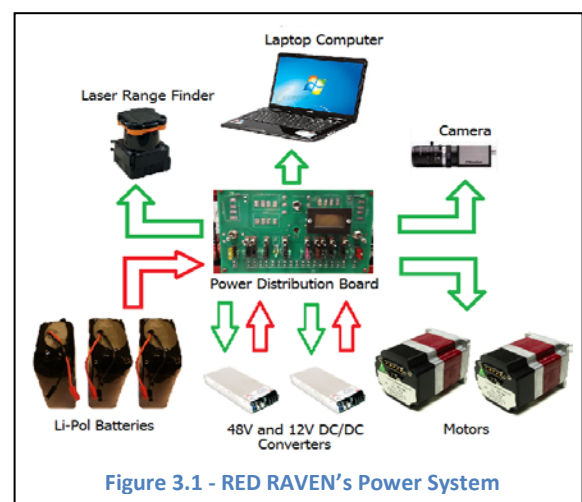 Laptop Computer
Laser Range Finder
Camera
Power Distribution Board
Li-Pol Batteries
48V and 12V DC/DC
Converters
Motors
Figure 3.1 - RED RAVEN's Power System